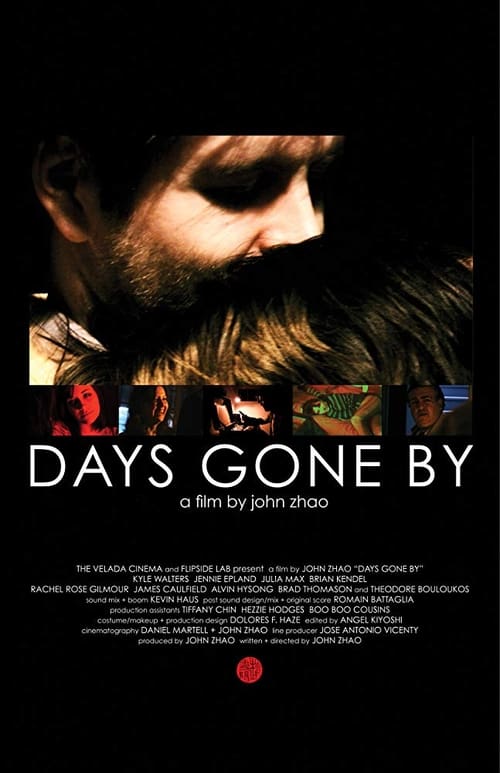 DAYS GONE BY
a film by john zhao
THE VELADA CINEMA and FLIPSIDE LAB present a film by JOHN ZHAO "DAYS GONE BY"
KYLE WALTERS JENNIE EPLAND JULIA MAX BRIAN KENDEL
RACHEL ROSE GILMOUR JAMES CAULFIELD ALVIN HYSONG BRAD THOMASON and THEODORE BOULOUKOS
sound mix + boom KEVIN HAUS post sound design/mix + original score ROMAIN BATTAGLIA
production assistants TIFFANY CHIN HEZZIE HODGES BOO BOO COUSINS
costume/makeup + production design DOLORES F. HAZE edited by ANGEL KIYOSHI
cinematography DANIEL MARTELL + JOHN ZHAO line producer JOSE ANTONIO VICENTY
produced by JOHN ZHAO written + directed by JOHN ZHAO